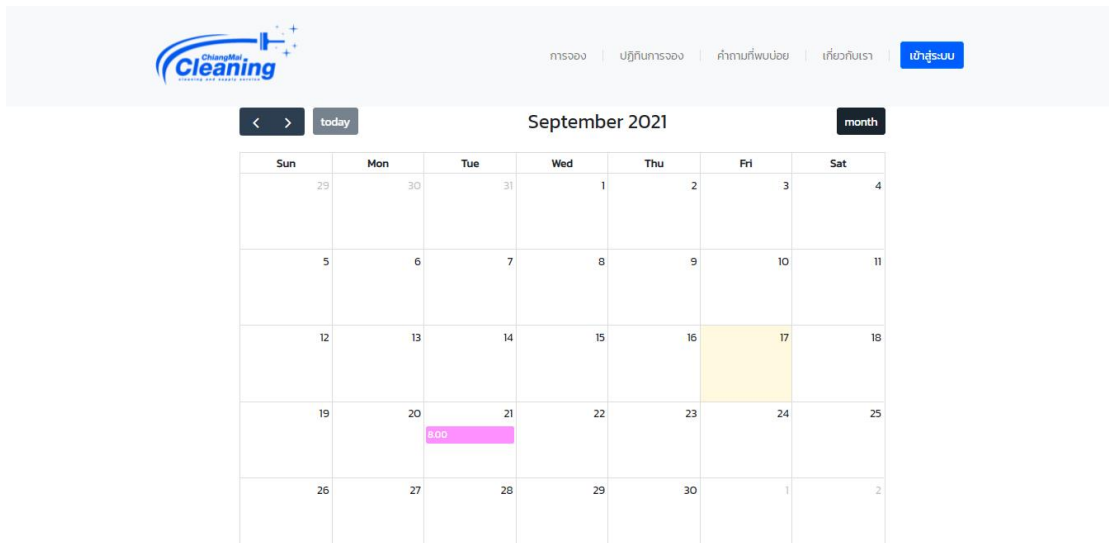 ChiangMai
Cleaning
cleaning and supply service
การจอง
ปฏิทินการจอง
คำถามที่พบบ่อย
เกี่ยวกับเรา
เข้าสู่ระบบ
today
September 2021
month
Sun Mon Tue Wed Thu Fri Sat
29 30 31 1 2 3 4
5 6 7 8 9 10 11
12 13 14 15 16 17 18
19 20 21 22 23 24 25
8.00
26 27 28 29 30 1 2